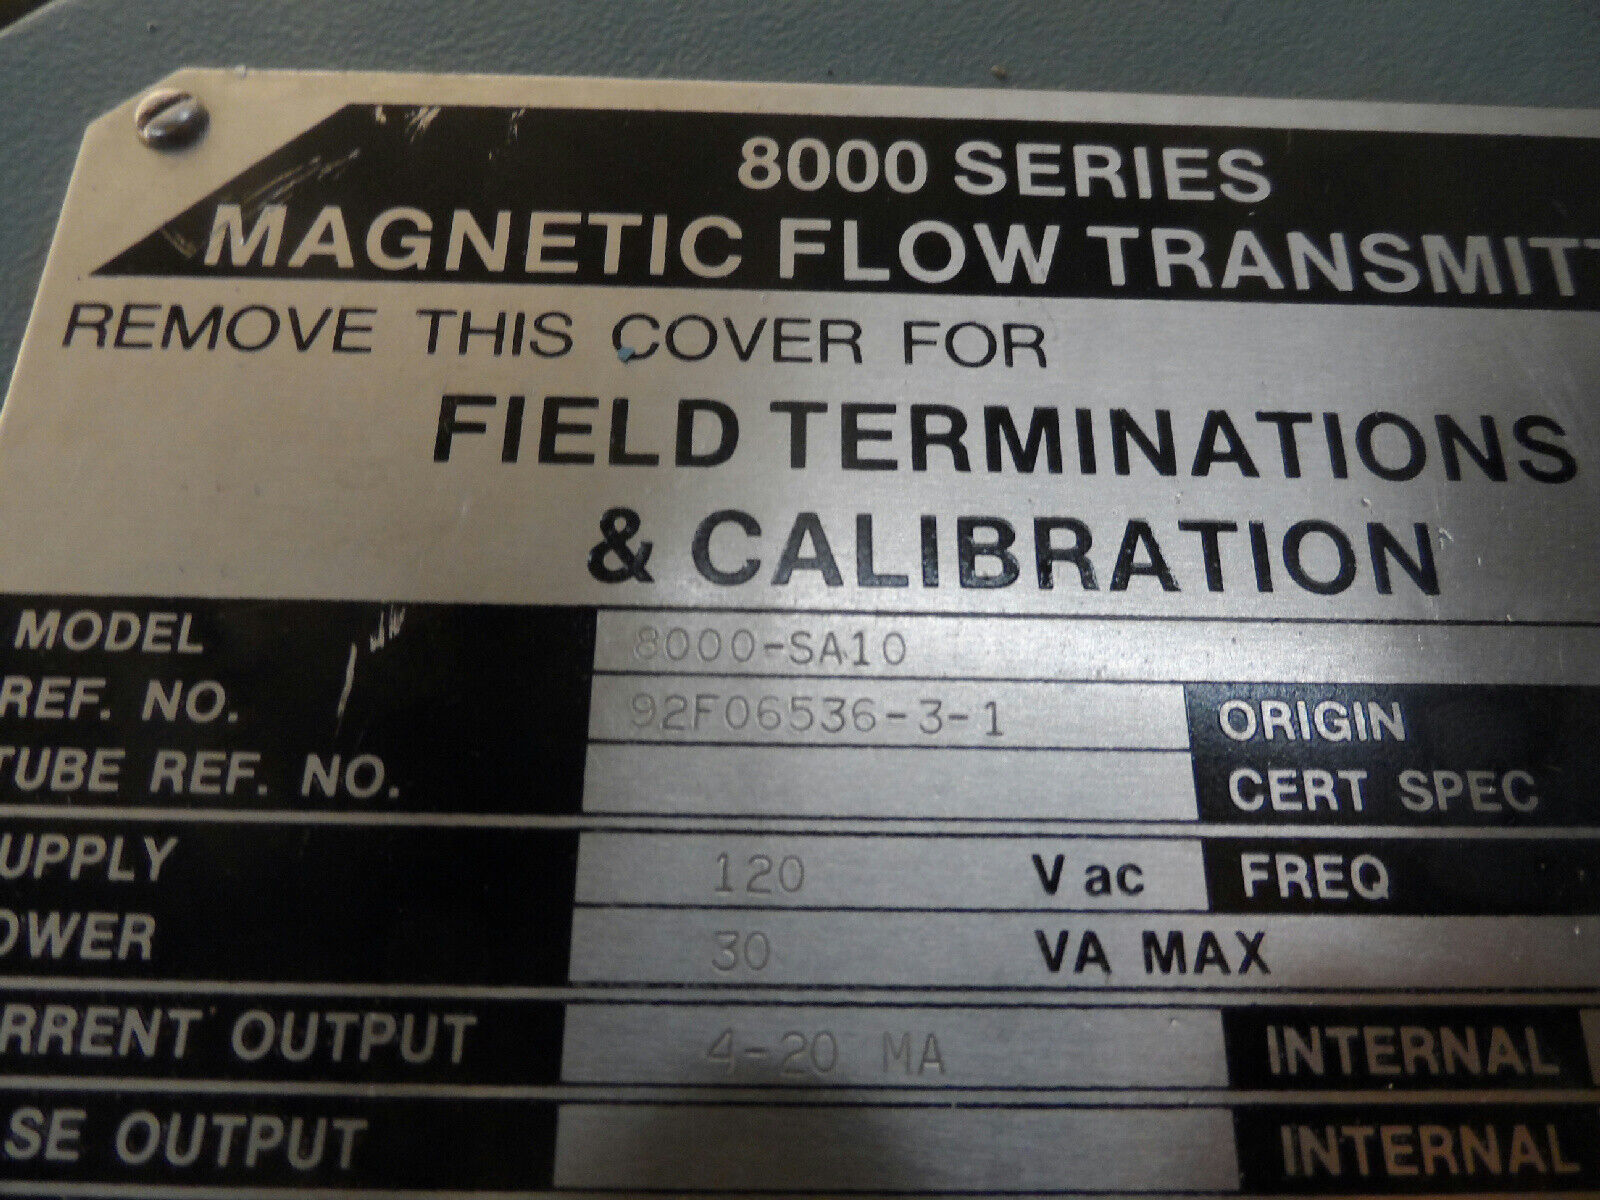 8000 SERIES
MAGNETIC FLOW TRANSMITT
REMOVE THIS COVER FOR
FIELD TERMINATIONS
& CALIBRATION
MODEL 8000-SA10
REF. NO. 92F06536-3-1 ORIGIN
TUBE REF. NO. CERT SPEC
UPPLY 120 Vac FREQ
OWER 30 VA MAX
RRENT OUTPUT 4-20 MA INTERNAL
SE OUTPUT INTERNAL